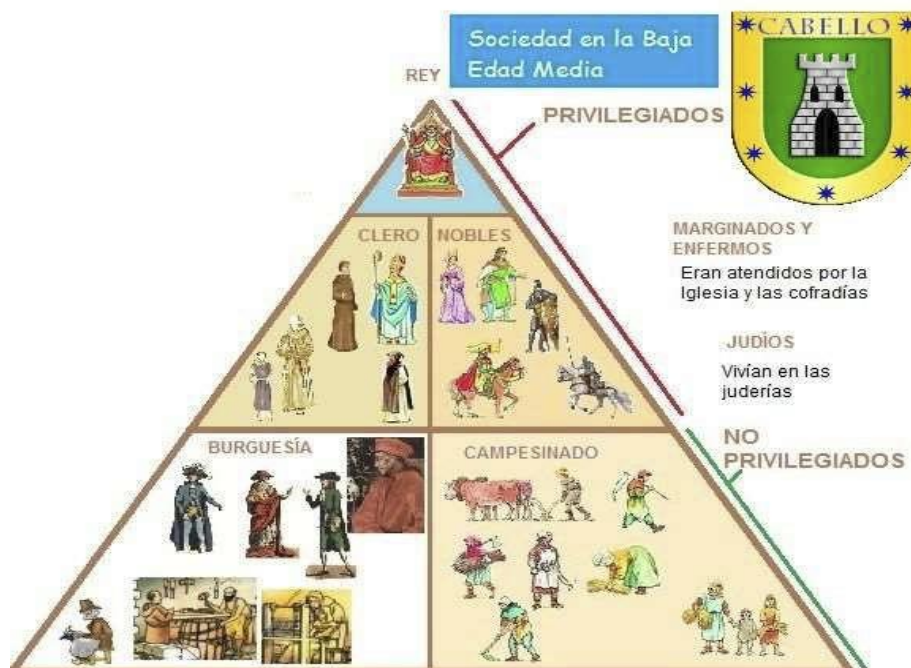 Sociedad en la Baja
Edad Media
CABELLO
REY
PRIVILEGIADOS
CLERO
NOBLES
MARGINADOS Y
ENFERMOS
Eran atendidos por la
Iglesia y las cofradías
JUDÌOS
Vivían en las
juderías
BURGUESÍA
CAMPESINADO
NO
PRIVILEGIADOS